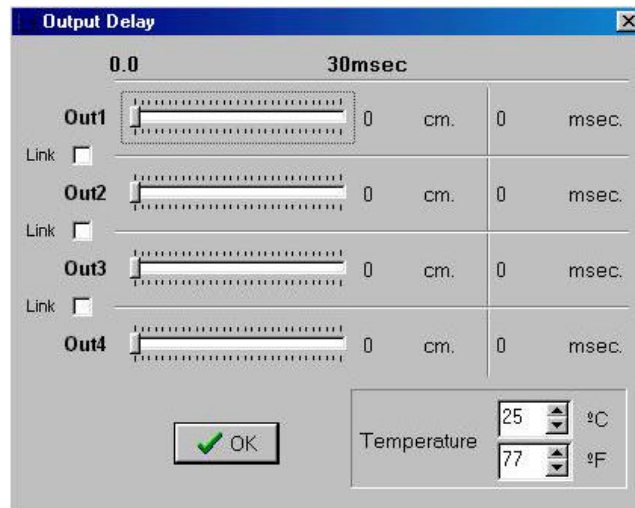 Output Delay
0.0 30msec
Out1 0 cm. 0 msec.
Link
Out2 0 cm. 0 msec.
Link
Out3 0 cm. 0 msec.
Link
Out4 0 cm. 0 msec.
25 ºC
OK Temperature
77 ºF